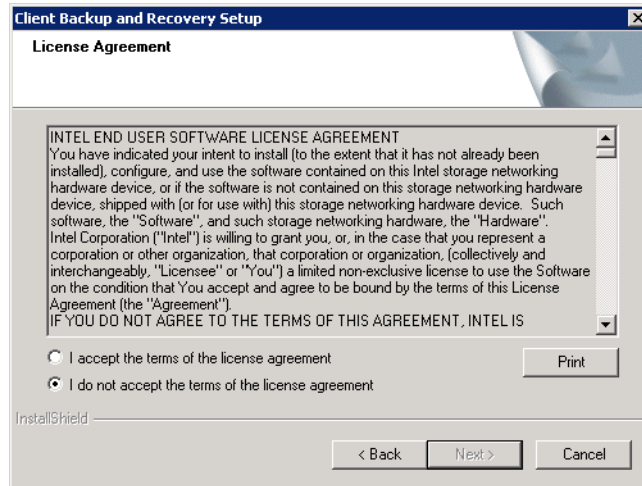 Client Backup and Recovery Setup
License Agreement
INTEL END USER SOFTWARE LICENSE AGREEMENT
You have indicated your intent to install (to the extent that it has not already been
installed), configure, and use the software contained on this Intel storage networking
hardware device, or if the software is not contained on this storage networking hardware
device, shipped with (or for use with) this storage networking hardware device.  Such
software, the "Software", and such storage networking hardware, the "Hardware".
Intel Corporation ("Intel") is willing to grant you, or, in the case that you represent a
corporation or other organization, that corporation or organization, (collectively and
interchangeably, "Licensee" or "You") a limited non-exclusive license to use the Software
on the condition that You accept and agree to be bound by the terms of this License
Agreement (the "Agreement").
IF YOU DO NOT AGREE TO THE TERMS OF THIS AGREEMENT, INTEL IS
I accept the terms of the license agreement
Print
I do not accept the terms of the license agreement
InstallShield
< Back
Next >
Cancel